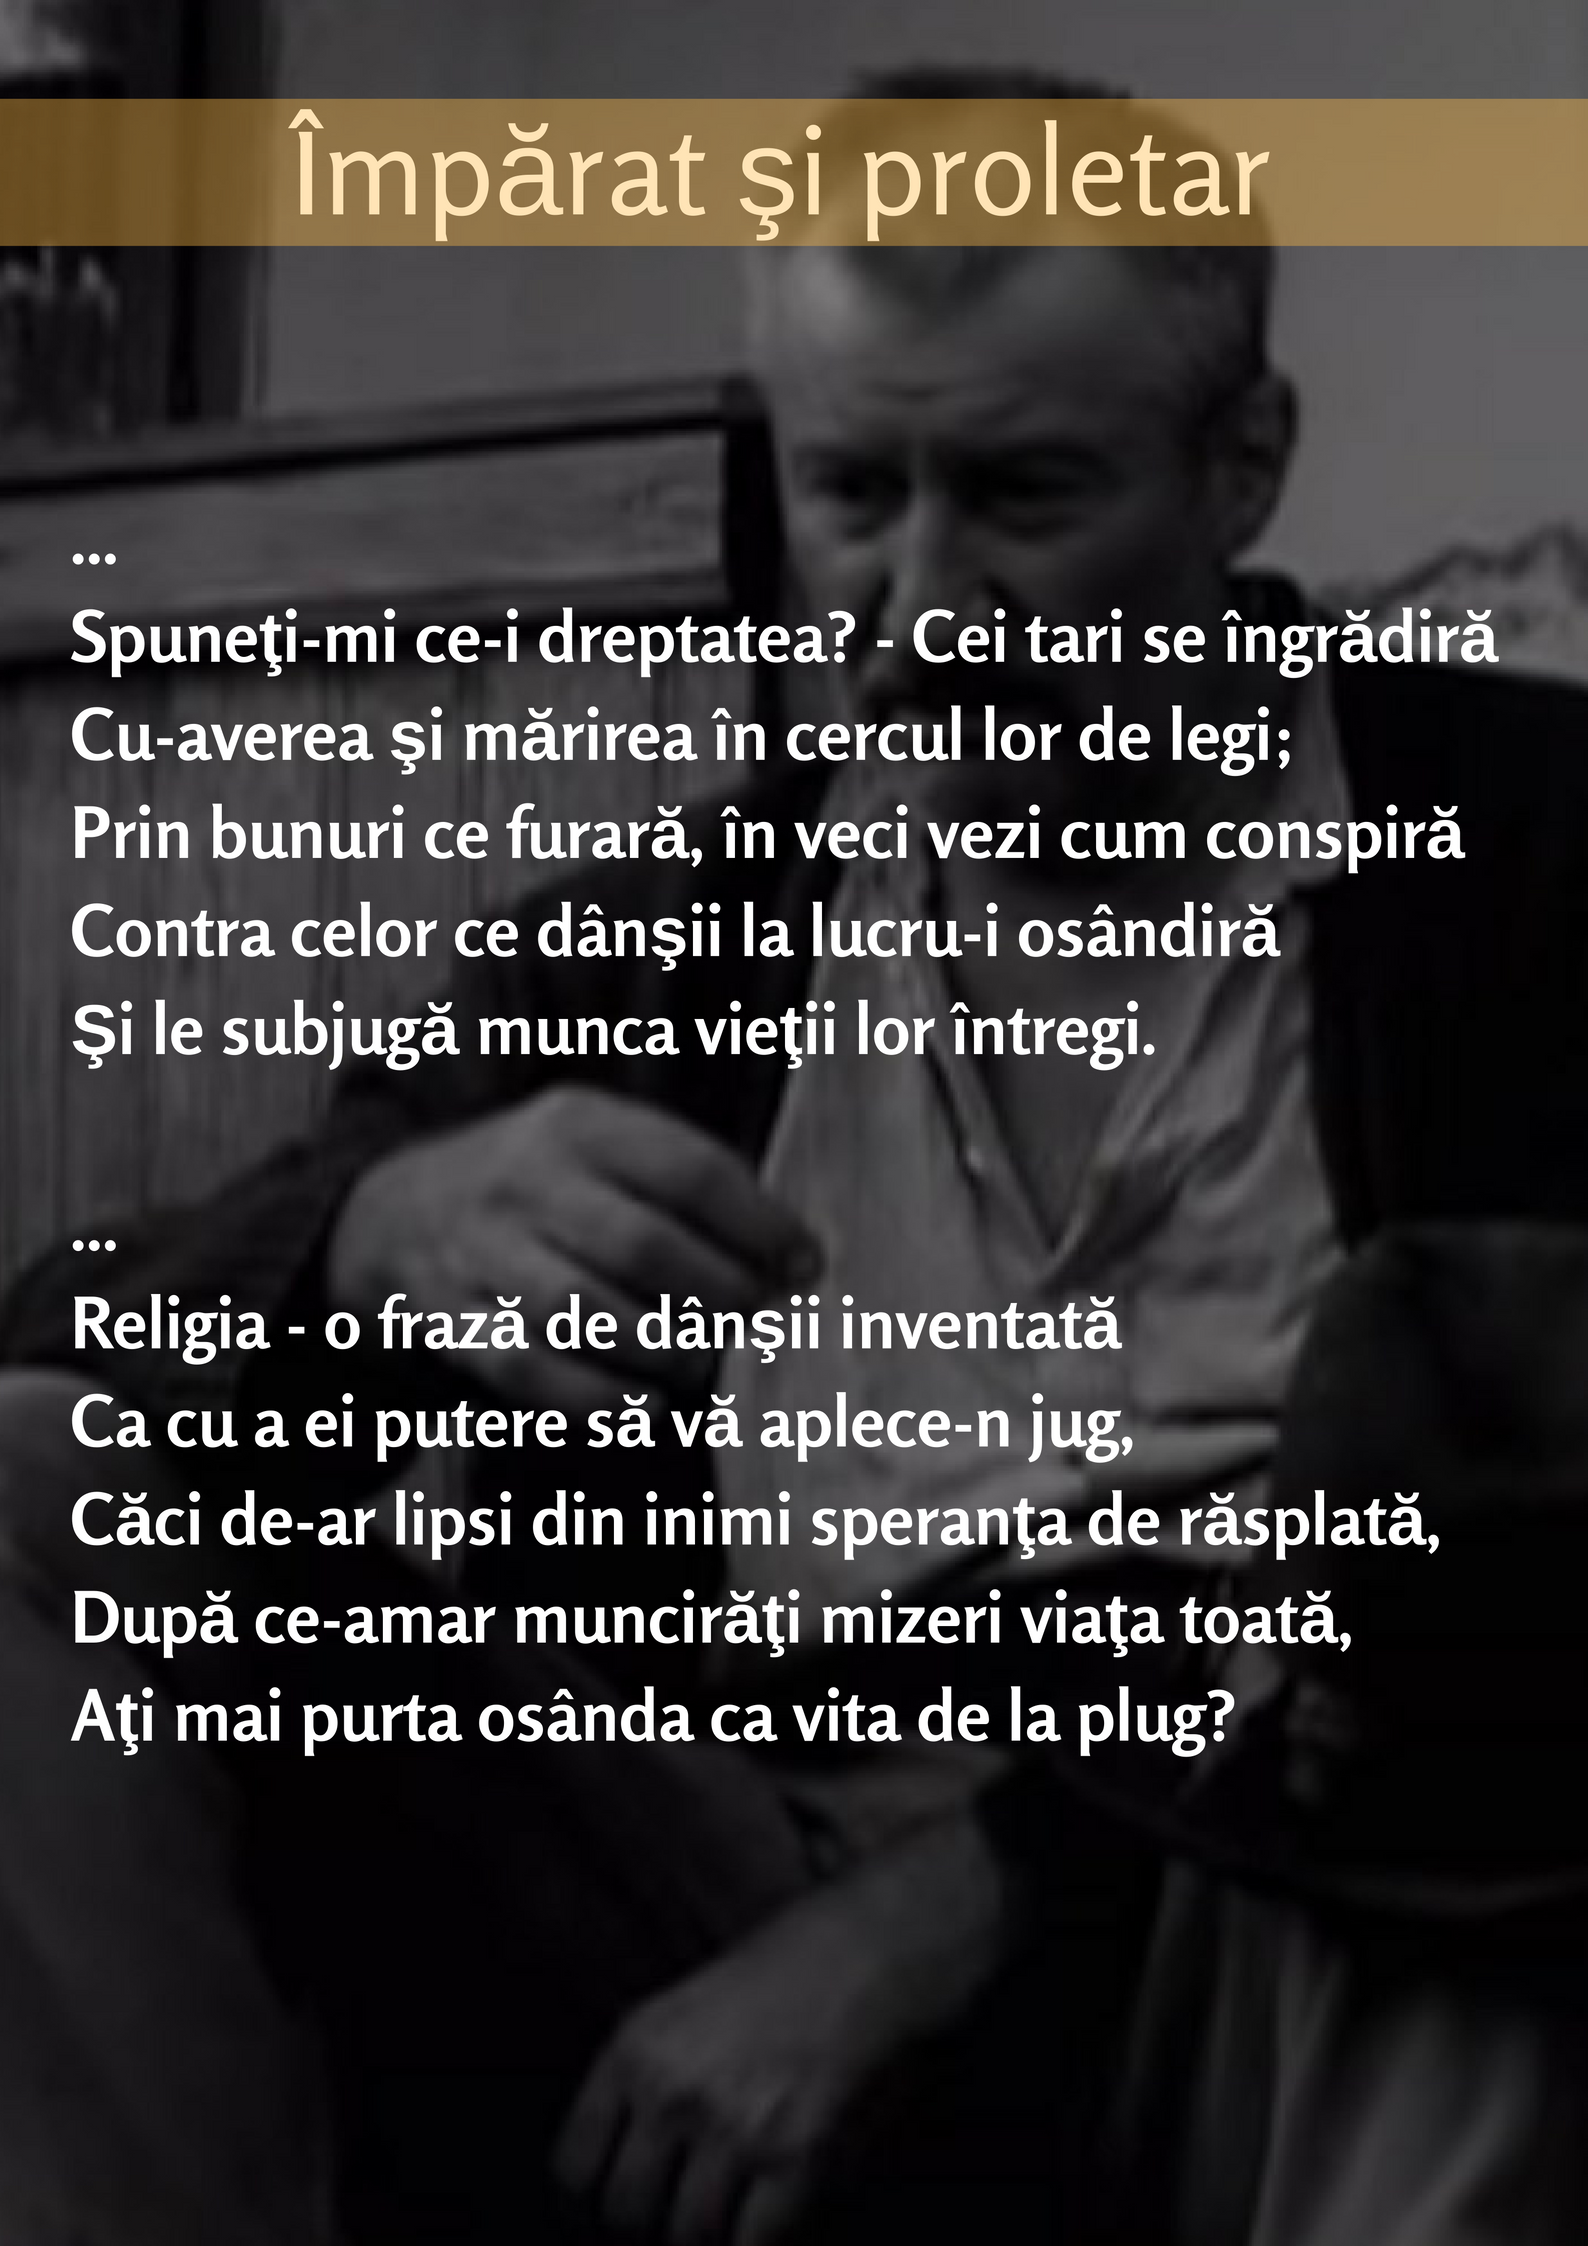 Împărat şi proletar
...
Spuneţi-mi ce-i dreptatea? - Cei tari se îngrădiră
Cu-averea şi mărirea în cercul lor de legi;
Prin bunuri ce furară, în veci vezi cum conspiră
Contra celor ce dânşii la lucru-i osândiră
Şi le subjugă munca vieţii lor întregi.
...
Religia - o frază de dânşii inventată
Ca cu a ei putere să vă aplece-n jug,
Căci de-ar lipsi din inimi speranţa de răsplată,
După ce-amar muncirăţi mizeri viaţa toată,
Aţi mai purta osânda ca vita de la plug?